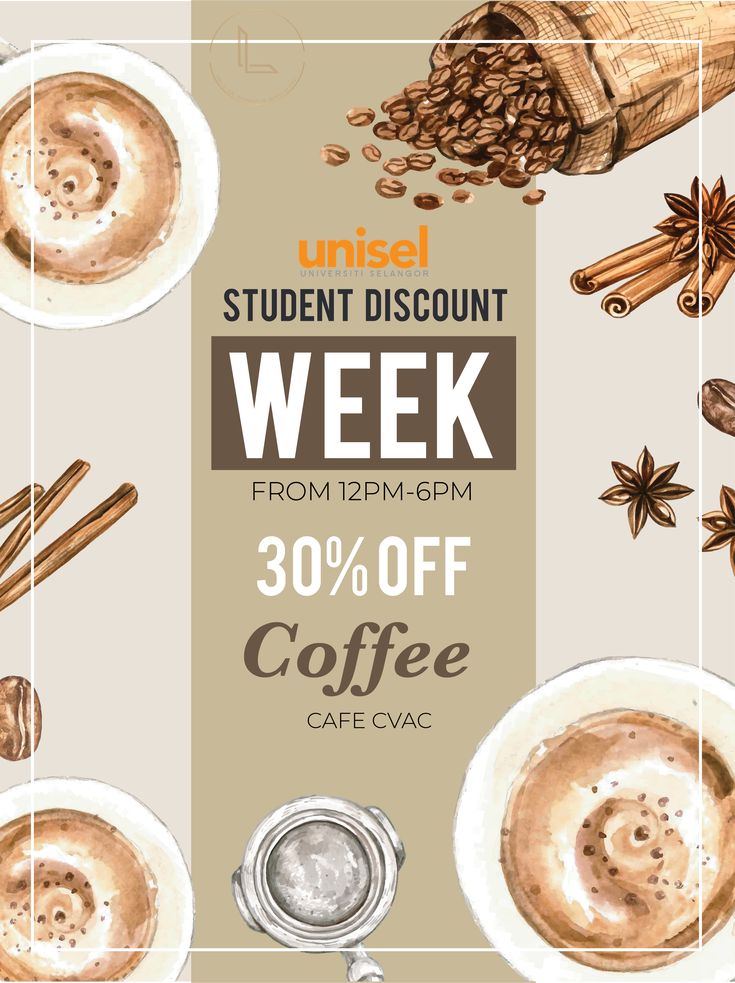 unisel
UNIVERSITI SELANGOR
STUDENT DISCOUNT
WEEK
FROM 12PM-6PM
30% OFF
Coffee
CAFE CVAC